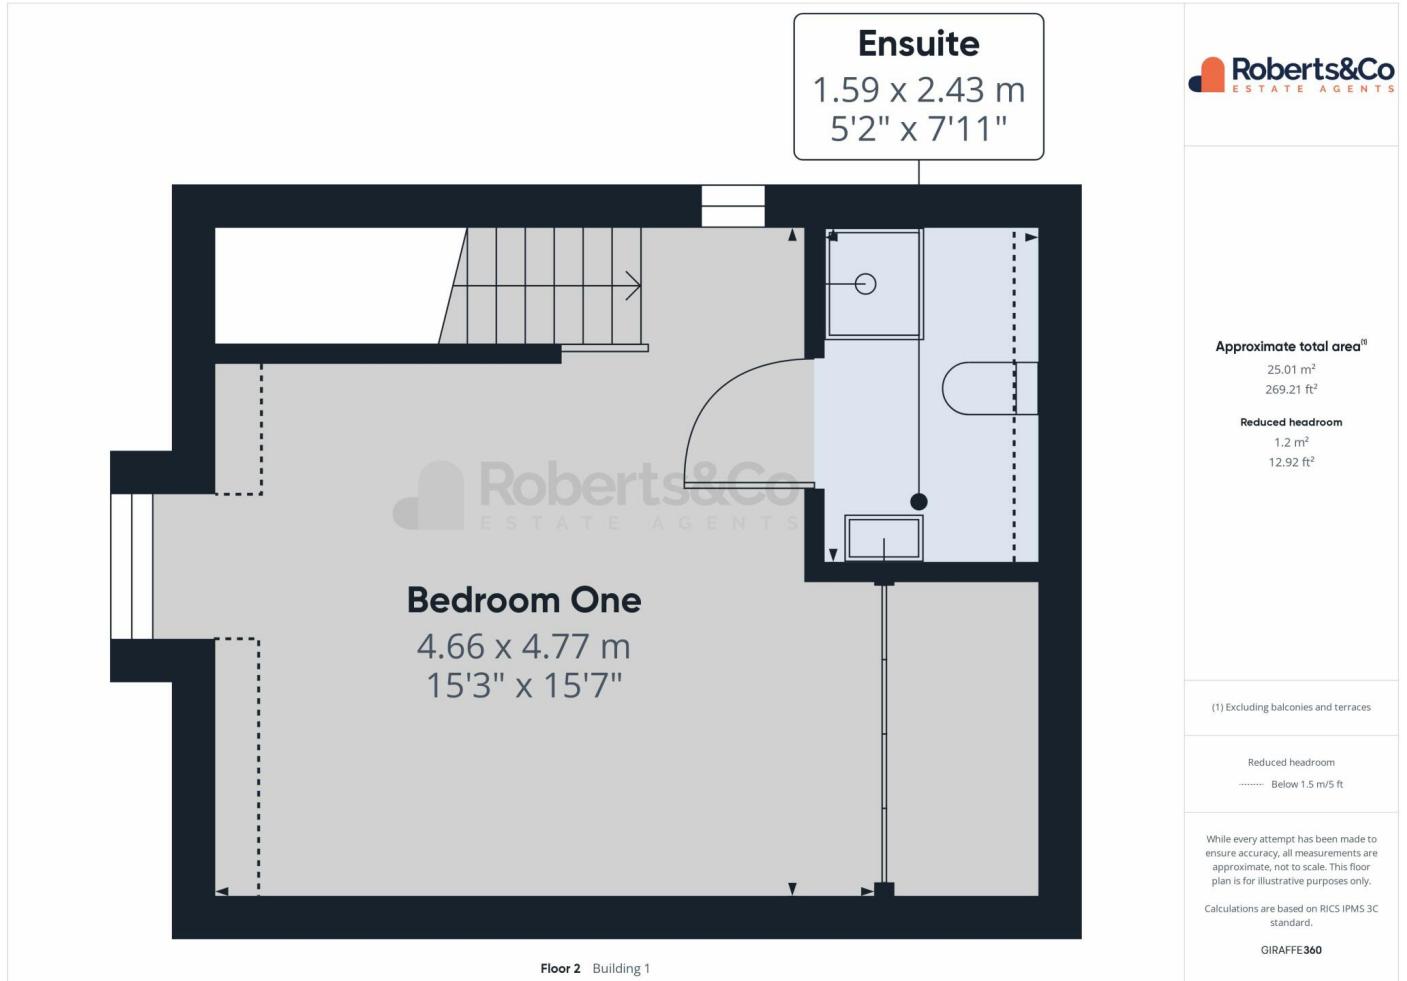 Ensuite
1.59 x 2.43 m
5'2" x 7'11"
Roberts&Co
ESTATE AGENTS
Bedroom One
4.66 x 4.77 m
15'3" x 15'7"
Floor 2 Building 1
Roberts&Co
ESTATE AGENTS
Approximate total area(1)
25.01 m²
269.21 ft²
Reduced headroom
1.2 m²
12.92 ft²
(1) Excluding balconies and terraces
Reduced headroom
Below 1.5 m/5 ft
While every attempt has been made to
ensure accuracy, all measurements are
approximate, not to scale. This floor
plan is for illustrative purposes only.
Calculations are based on RICS IPMS 3C
standard.
GIRAFFE360